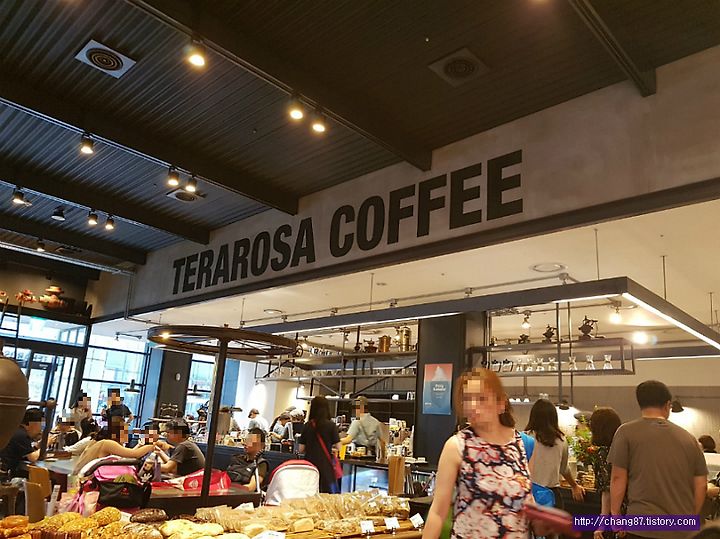 TERAROSA COFFEE
http://chang87.tistory.com